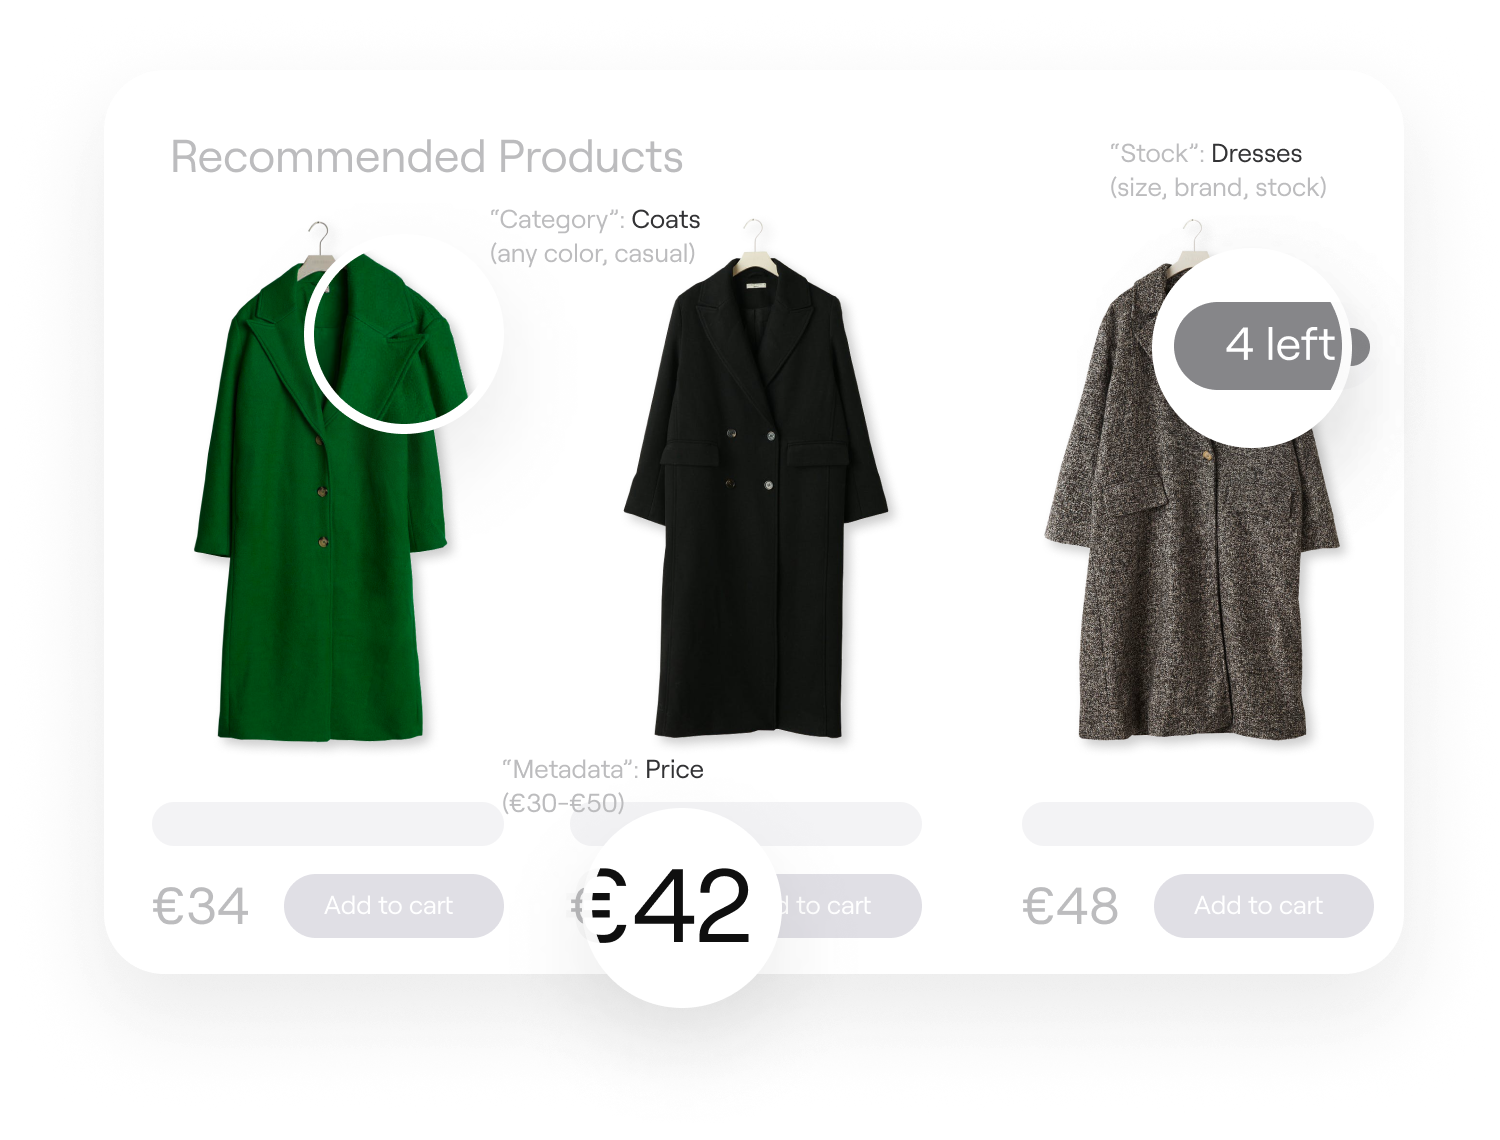 Recommended Products
“Stock”: Dresses
(size, brand, stock)
“Category”: Coats
(any color, casual)
4 left
“Metadata”: Price
(€30–€50)
€34
Add to cart
€42
to cart
€48
Add to cart